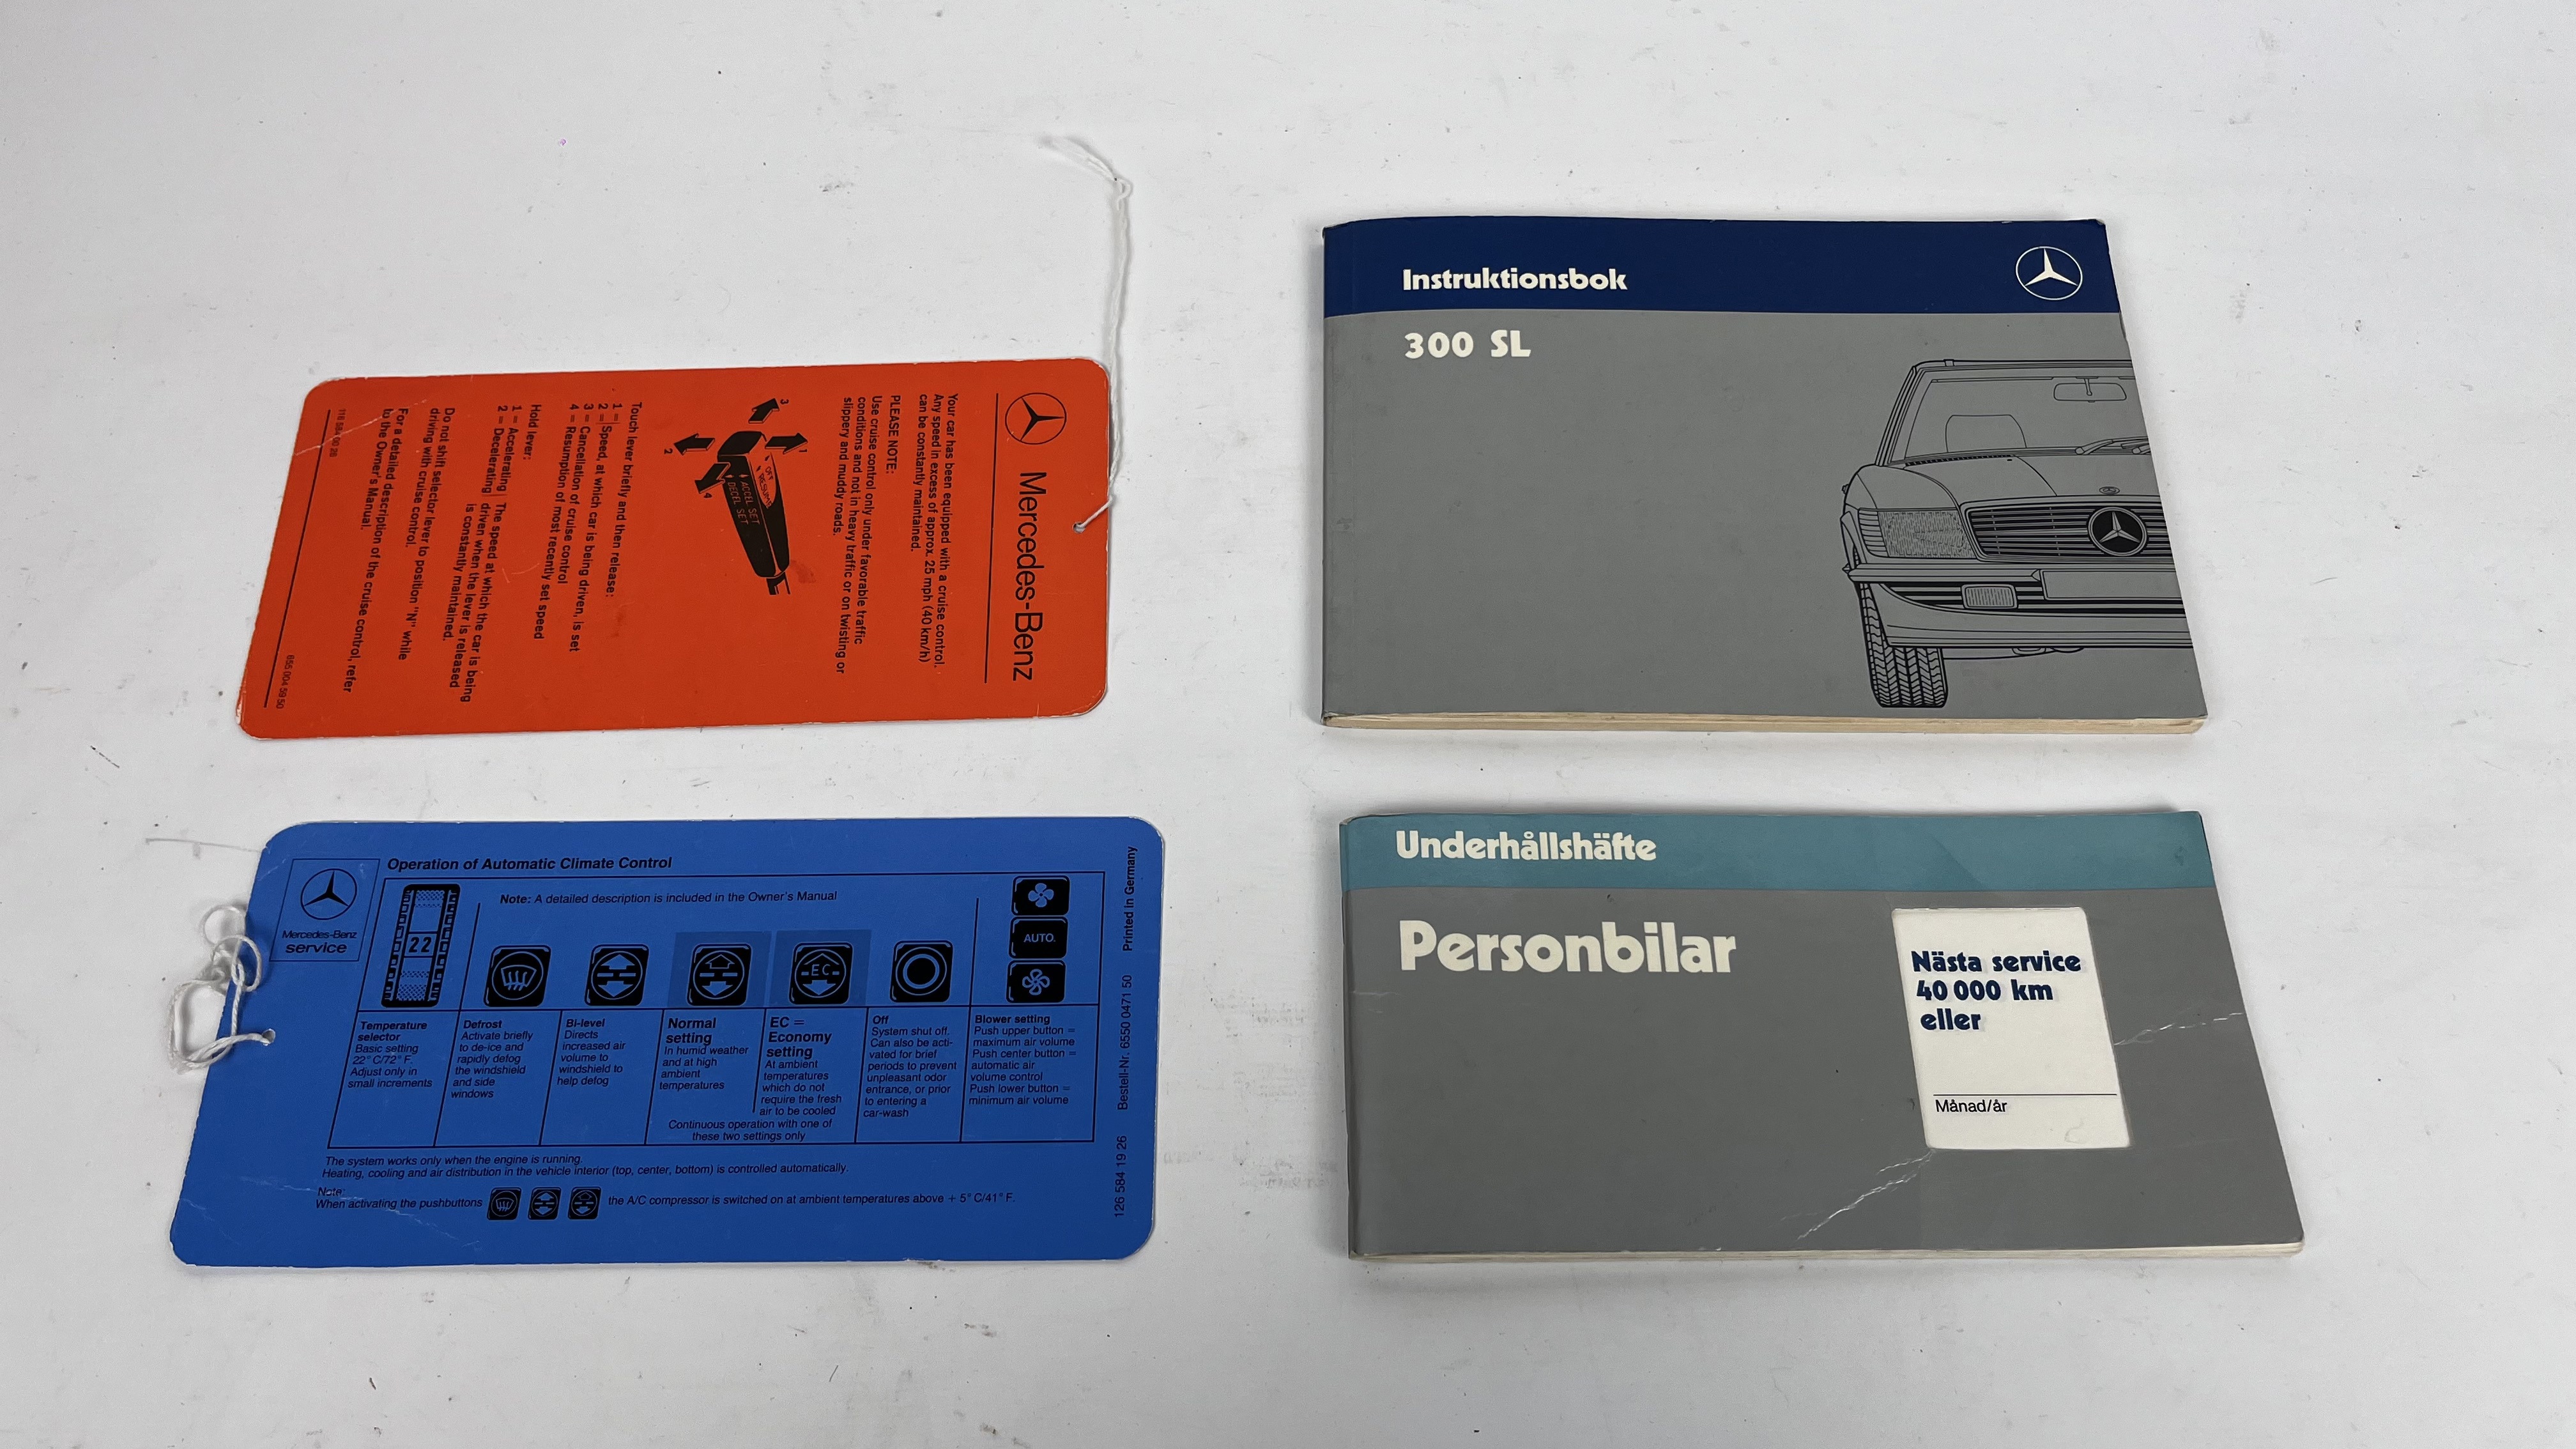 Mercedes-Benz
Your car has been equipped with a cruise control.
Any speed in excess of approx. 25 mph (40 km/h)
can be constantly maintained.
PLEASE NOTE:
Use cruise control only under favorable traffic
conditions and not in heavy traffic or on twisting or
slippery and muddy roads.
3
1
2
4
OFF
RESUME
ACCEL SET
DECEL SET
Touch lever briefly and then release:
1 =
2 = Speed, at which car is being driven, is set
3 = Cancellation of cruise control
4 = Resumption of most recently set speed
Hold lever:
1 = Accelerating
2 = Decelerating
The speed at which the car is being
driven when the lever is released
is constantly maintained.
Do not shift selector lever to position "N" while
driving with cruise control.
For a detailed description of the cruise control, refer
to the Owner's Manual.
655 004 59 50
Instruktionsbok
300 SL
Operation of Automatic Climate Control
Mercedes-Benz
service
Note: A detailed description is included in the Owner's Manual
22
EC
AUTO.
Temperature
selector
Basic setting
22° C/72° F.
Adjust only in
small increments
Defrost
Activate briefly
to de-ice and
rapidly defog
the windshield
and side
windows
Bi-level
Directs
increased air
volume to
windshield to
help defog
Normal
setting
In humid weather
and at high
ambient
temperatures
EC =
Economy
setting
At ambient
temperatures
which do not
require the fresh
air to be cooled
Continuous operation with one of
these two settings only
Off
System shut off.
Can also be acti-
vated for brief
periods to prevent
unpleasant odor
entrance, or prior
to entering a
car-wash
Blower setting
Push upper button =
maximum air volume
Push center button =
automatic air
volume control
Push lower button =
minimum air volume
The system works only when the engine is running.
Heating, cooling and air distribution in the vehicle interior (top, center, bottom) is controlled automatically.
Note:
When activating the pushbuttons the A/C compressor is switched on at ambient temperatures above + 5° C/41° F.
126 584 19 26 Bestell-Nr. 6550 0471 50 Printed in Germany
Underhållshäfte
Personbilar
Nästa service
40 000 km
eller
Månad/år